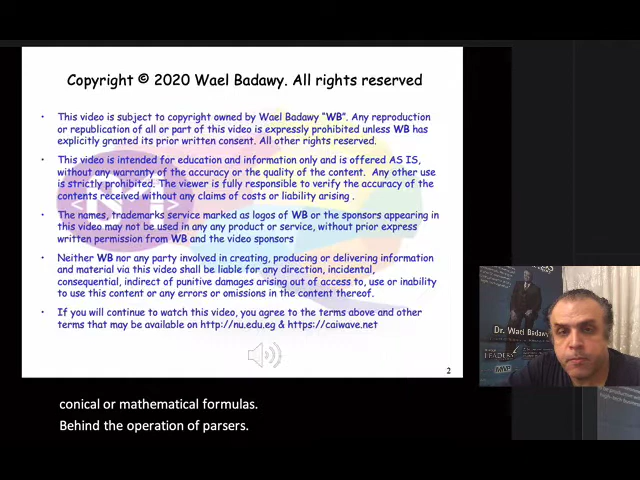 Copyright © 2020 Wael Badawy. All rights reserved
• This video is subject to copyright owned by Wael Badawy "WB". Any reproduction
or republication of all or part of this video is expressly prohibited unless WB has
explicitly granted its prior written consent. All other rights reserved.
• This video is intended for education and information only and is offered AS IS,
without any warranty of the accuracy or the quality of the content. Any other use
is strictly prohibited. The viewer is fully responsible to verify the accuracy of the
contents received without any claims of costs or liability arising .
• The names, trademarks service marked as logos of WB or the sponsors appearing in
this video may not be used in any any product or service, without prior express
written permission from WB and the video sponsors
• Neither WB nor any party involved in creating, producing or delivering information
and material via this video shall be liable for any direction, incidental,
consequential, indirect of punitive damages arising out of access to, use or inability
to use this content or any errors or omissions in the content thereof.
• If you will continue to watch this video, you agree to the terms above and other
terms that may be available on http://nu.edu.eg & https://caiwave.net
2
Dr. Wael Badawy
LEADERS
MVP
conical or mathematical formulas.
Behind the operation of parsers.